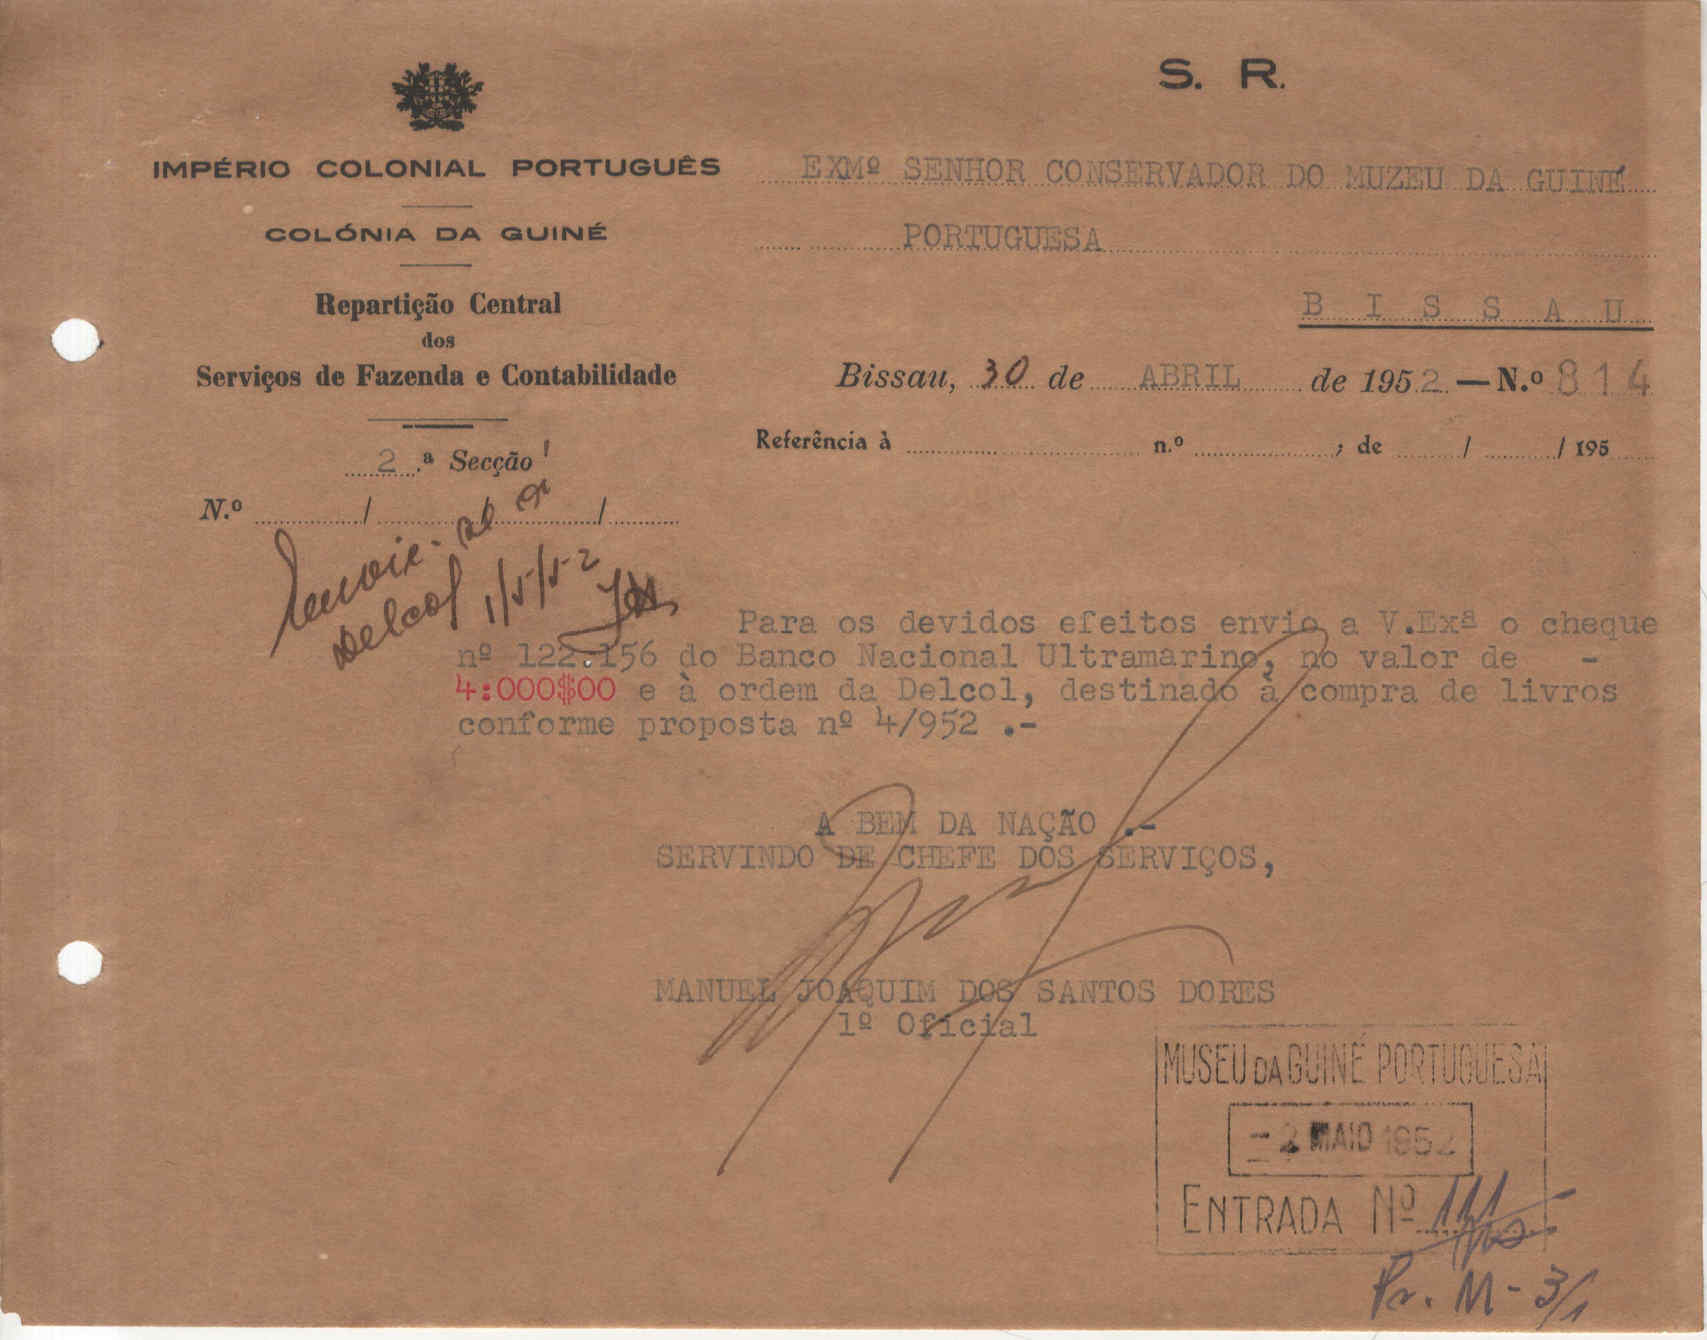 S. R.
IMPÉRIO COLONIAL PORTUGUÊS
COLÓNIA DA GUINÉ
Repartição Central
dos
Serviços de Fazenda e Contabilidade
2.ª Secção
N.º / / /
EXMº SENHOR CONSERVADOR DO MUZEU DA GUINÉ
PORTUGUESA
B I S S A U
Bissau, 30 de ABRIL de 1952 — N.º 814
Referência à n.º ; de / / 195
Delcol 1/5/52
Para os devidos efeitos envio a V.Exª o cheque
nº 122.156 do Banco Nacional Ultramarino, no valor de -
4:000$00 e à ordem da Delcol, destinado à compra de livros
conforme proposta nº 4/952 .-
A BEM DA NAÇÃO .-
SERVINDO DE CHEFE DOS SERVIÇOS,
MANUEL JOAQUIM DOS SANTOS DORES
1º Oficial
MUSEU DA GUINÉ PORTUGUESA
- 2 MAIO 1952
ENTRADA Nº 111
Pr. M - 3/1